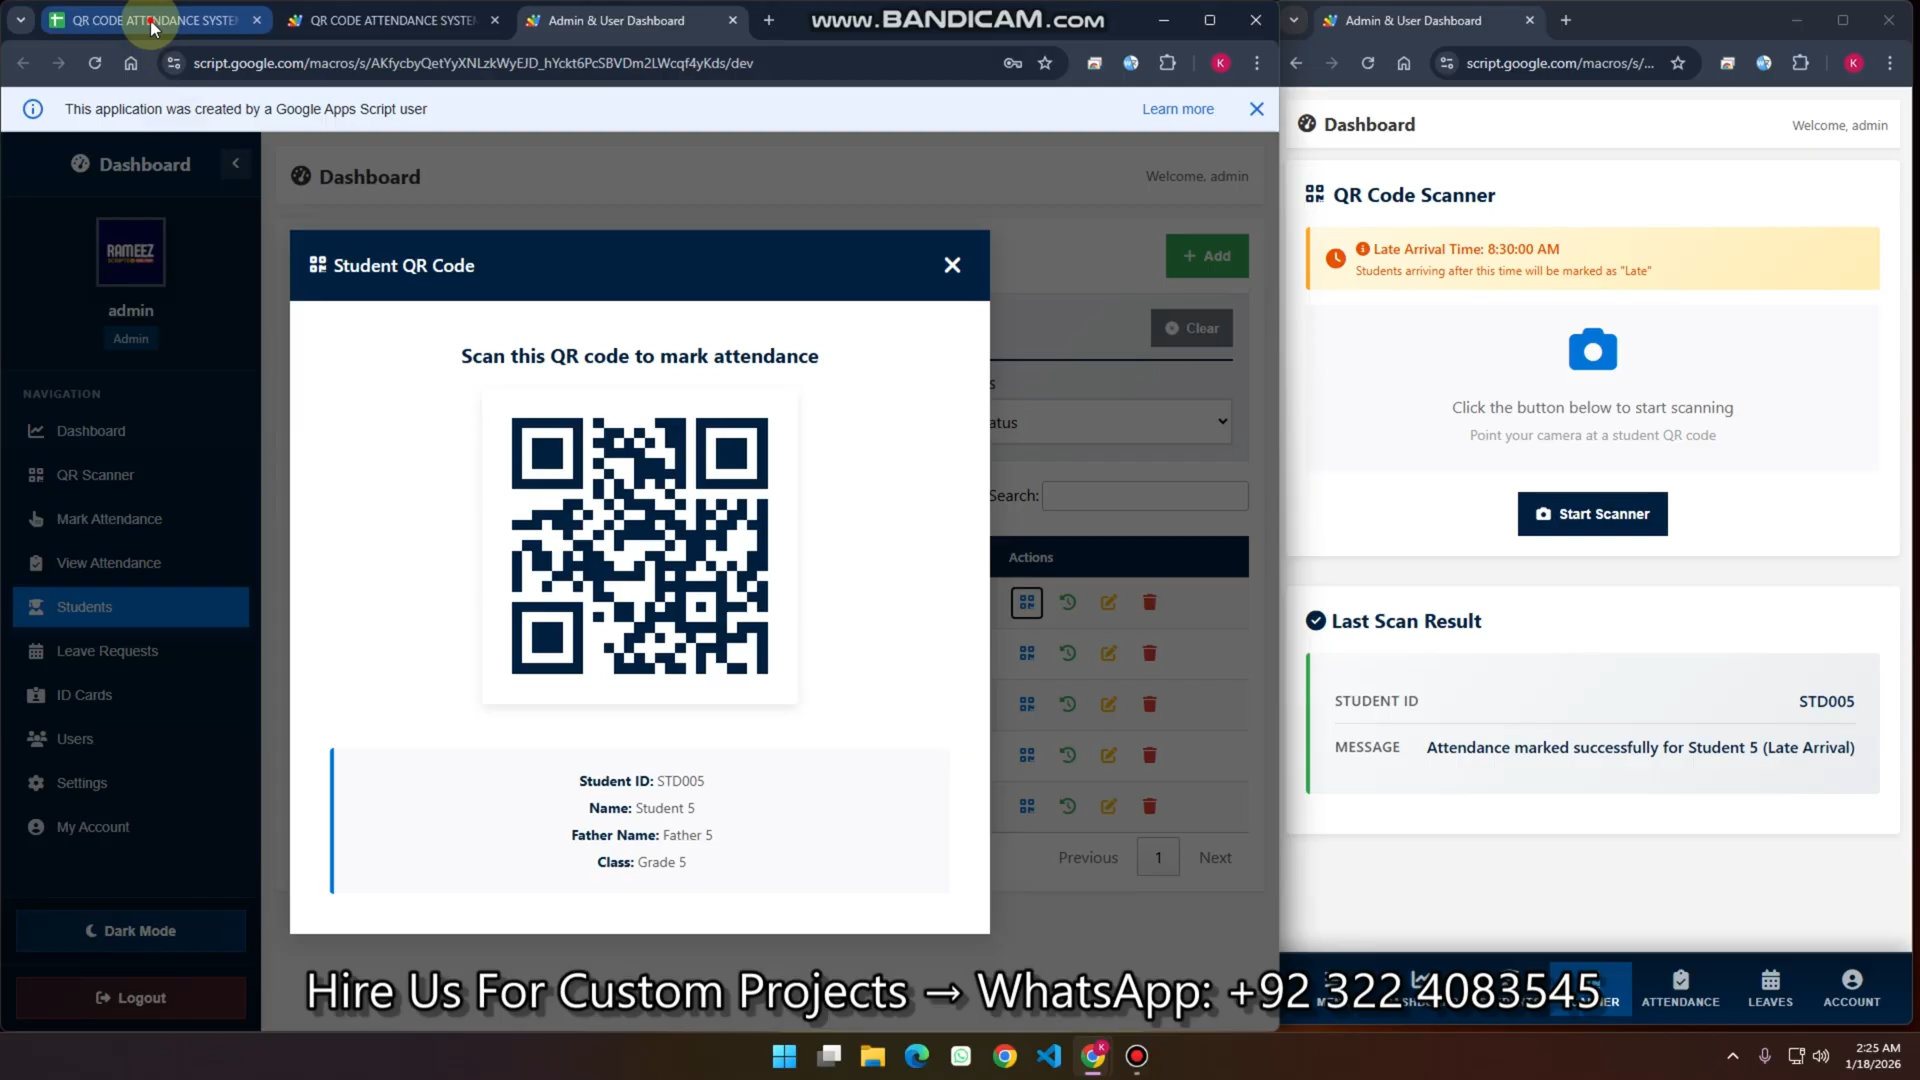 QR CODE ATTENDANCE SYSTE
QR CODE ATTENDANCE SYSTE
Admin & User Dashboard
www.BANDICAM.com
Admin & User Dashboard
script.google.com/macros/s/AKfycbyQetYyXNLzkWyEJD_hYckt6PcSBVDm2LWcqf4yKds/dev
K
script.google.com/macros/s/...
K
This application was created by a Google Apps Script user
Learn more
Dashboard
RAMEEZ
admin
Admin
NAVIGATION
Dashboard
QR Scanner
Mark Attendance
View Attendance
Students
Leave Requests
ID Cards
Users
Settings
My Account
Dark Mode
Logout
Dashboard
Welcome, admin
Add
Clear
s
atus
Search:
Actions
Previous
1
Next
Student QR Code
Scan this QR code to mark attendance
Student ID: STD005
Name: Student 5
Father Name: Father 5
Class: Grade 5
Dashboard
Welcome, admin
QR Code Scanner
Late Arrival Time: 8:30:00 AM
Students arriving after this time will be marked as "Late"
Click the button below to start scanning
Point your camera at a student QR code
Start Scanner
Last Scan Result
STUDENT ID
STD005
MESSAGE
Attendance marked successfully for Student 5 (Late Arrival)
Hire Us For Custom Projects → WhatsApp: +92 322 4083545
ATTENDANCE
LEAVES
ACCOUNT
2:25 AM
1/18/2026